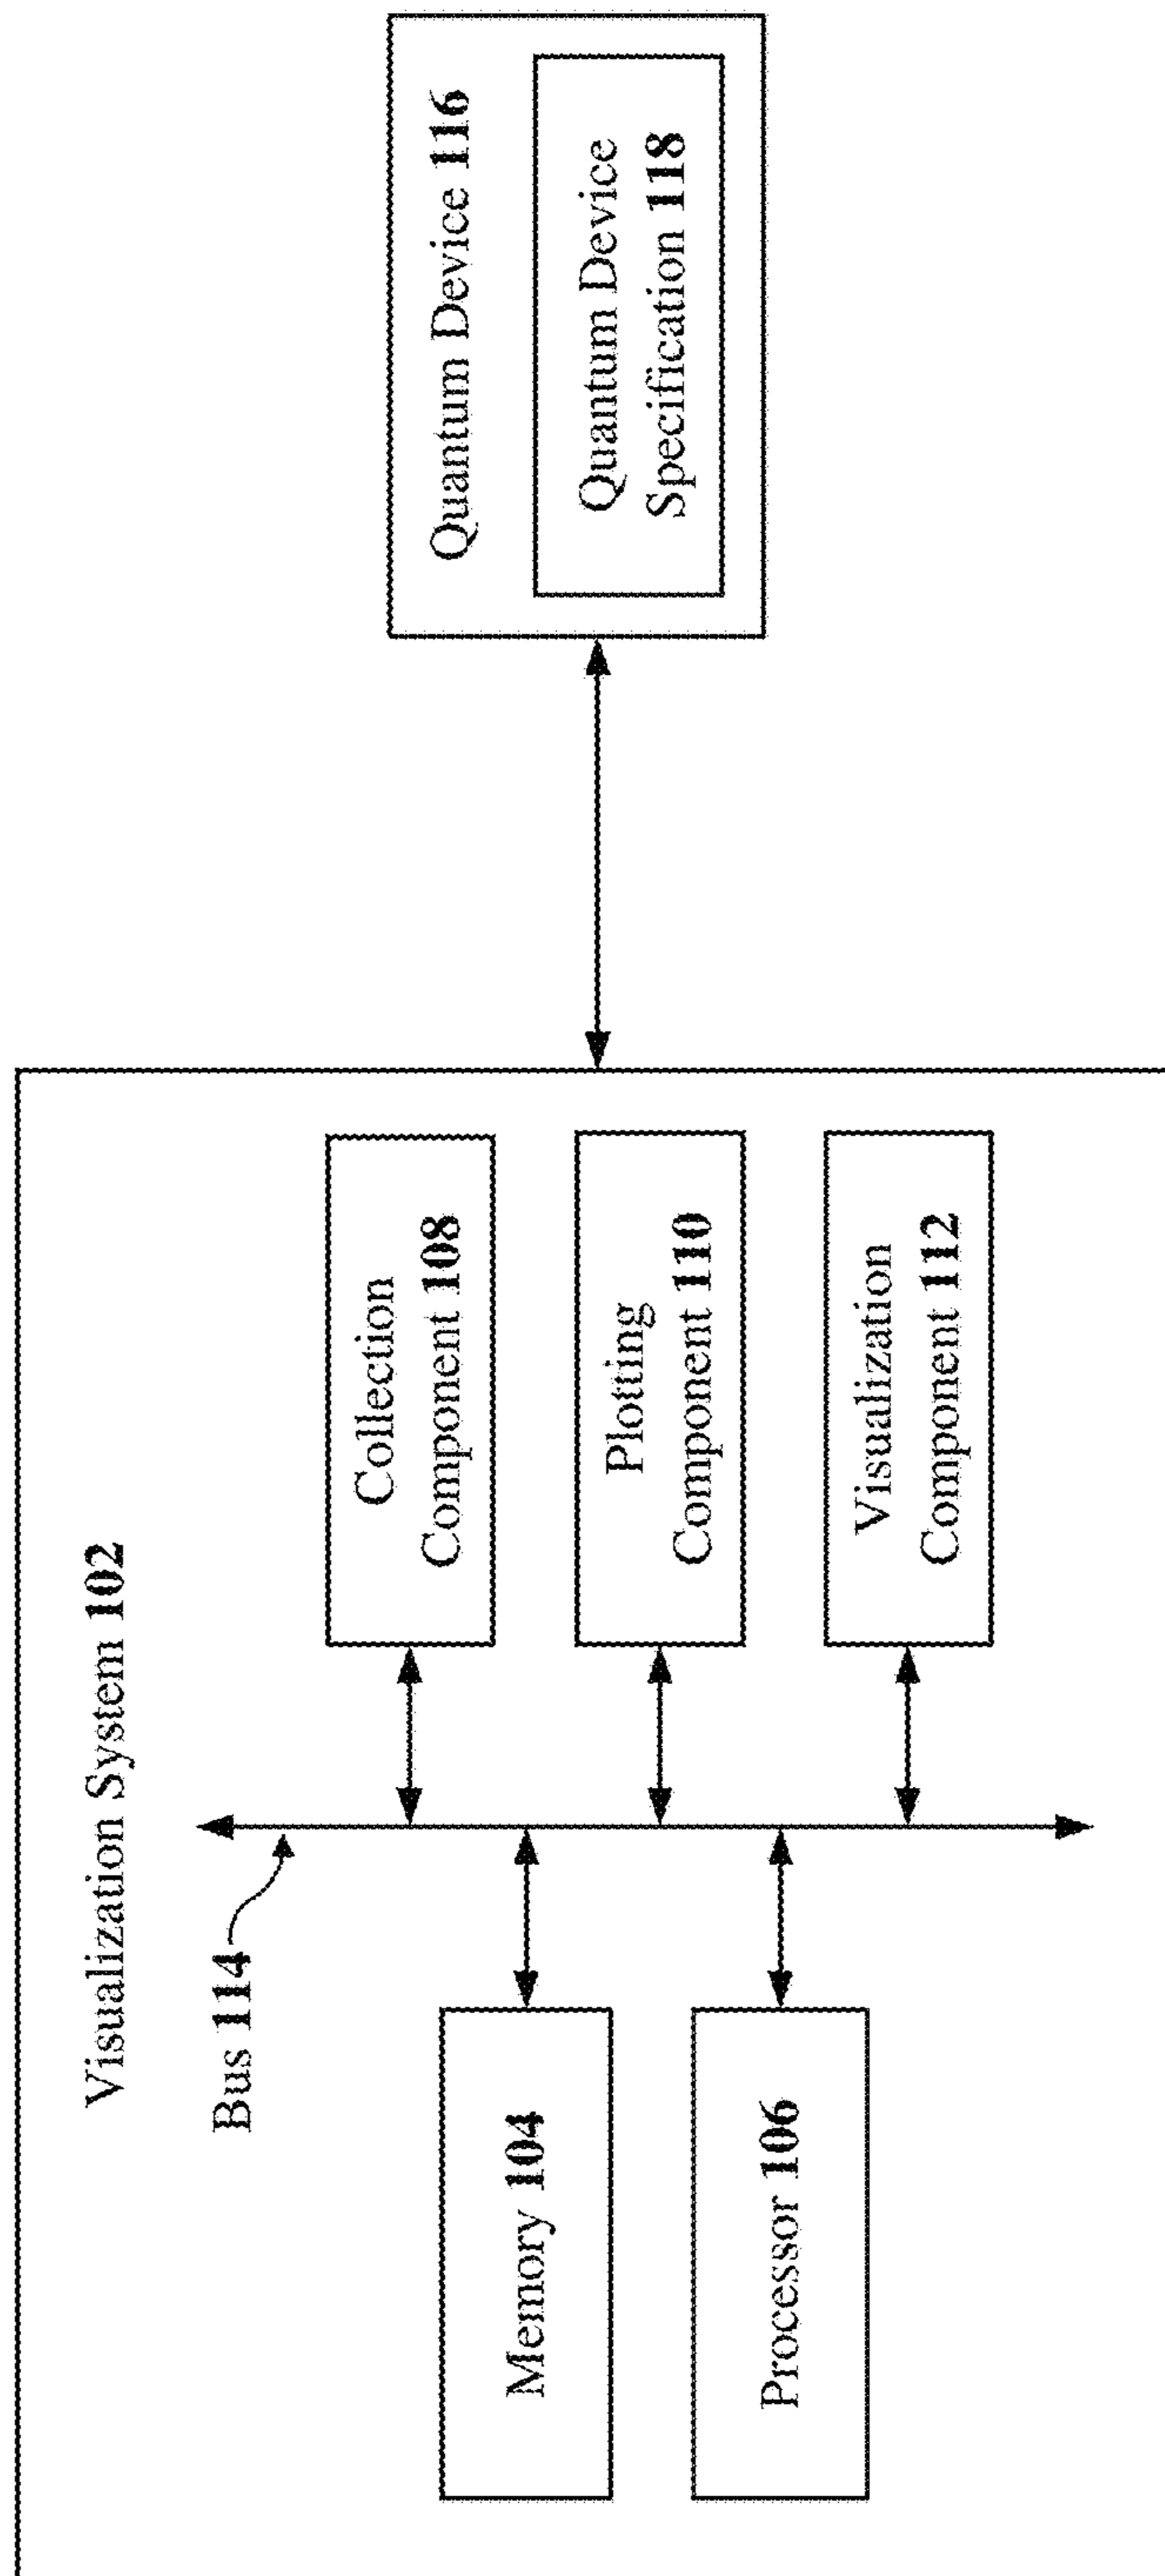 Visualization System 102
Bus 114
Memory 104
Processor 106
Collection
Component 108
Plotting
Component 110
Visualization
Component 112
Quantum Device 116
Quantum Device
Specification 118